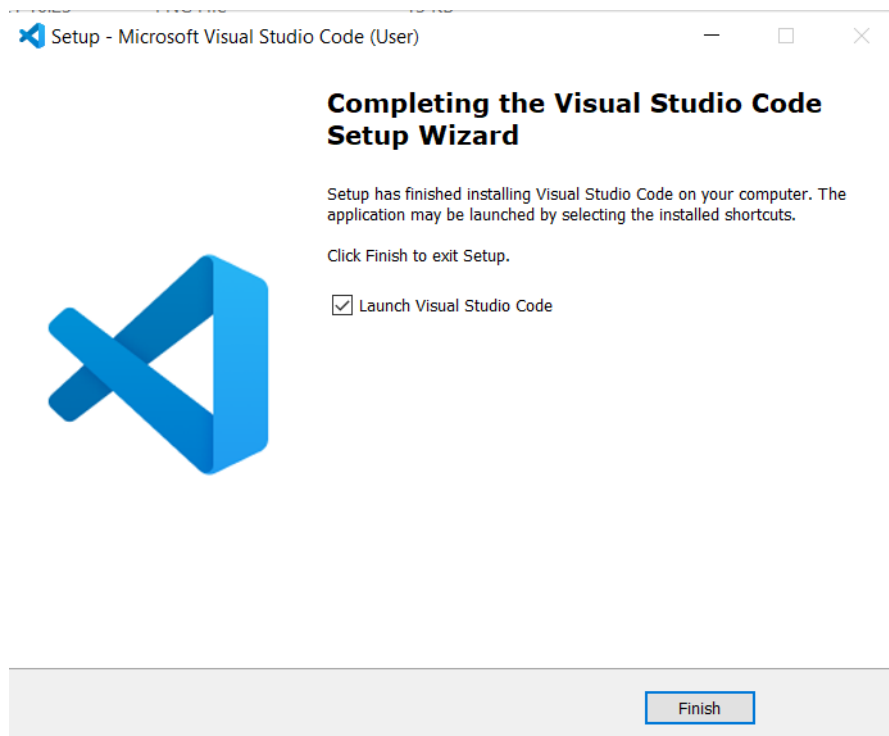 Setup - Microsoft Visual Studio Code (User)
Completing the Visual Studio Code
Setup Wizard
Setup has finished installing Visual Studio Code on your computer. The
application may be launched by selecting the installed shortcuts.
Click Finish to exit Setup.
Launch Visual Studio Code
Finish